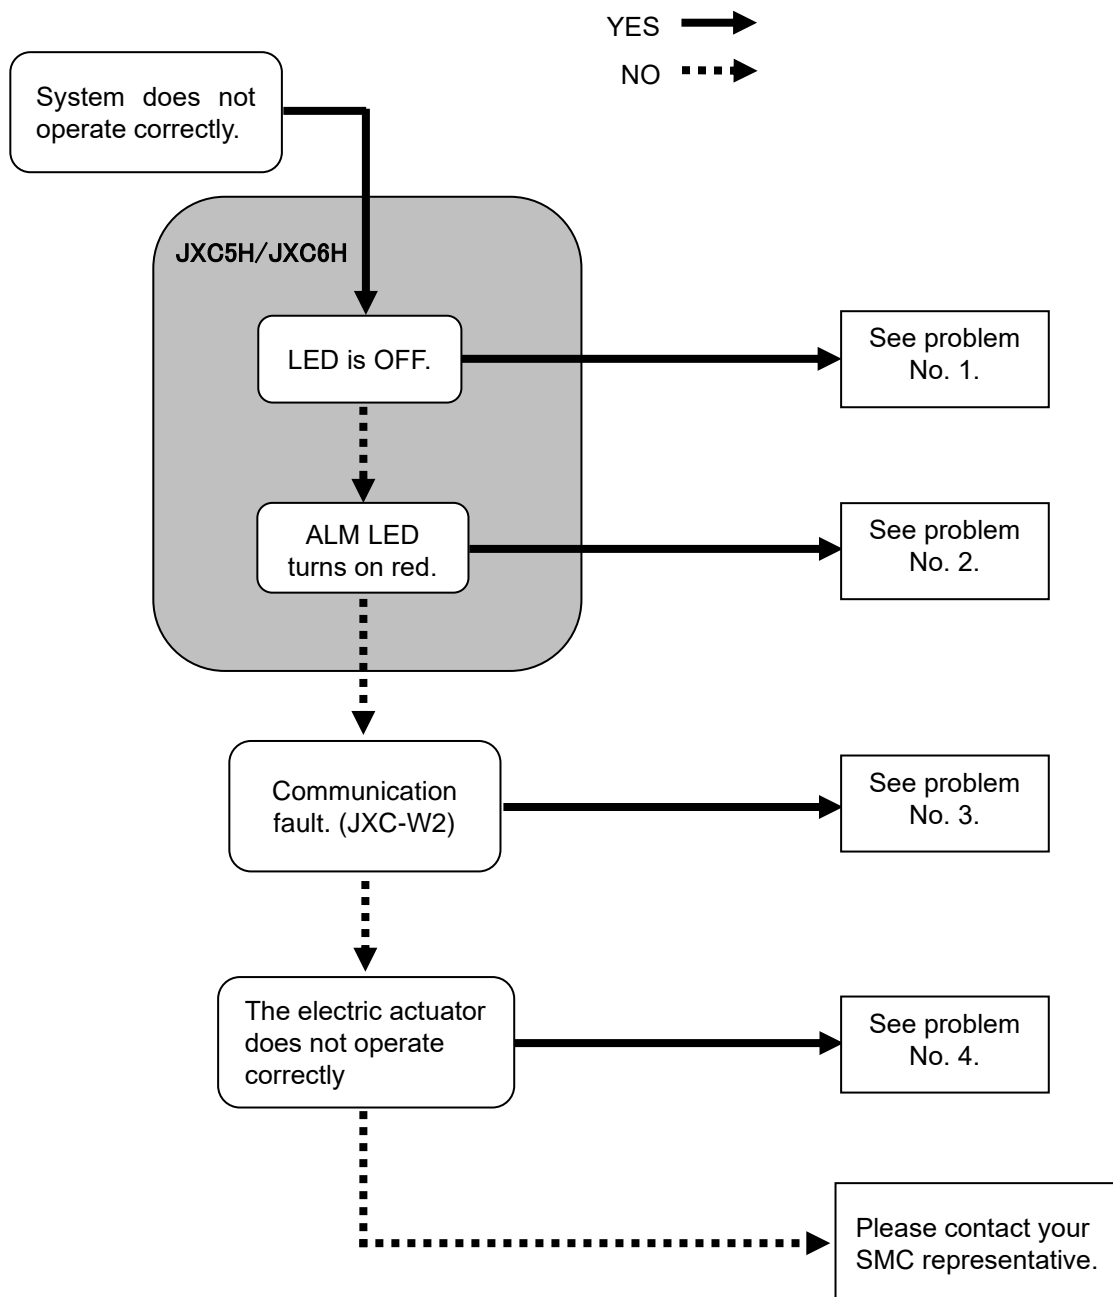 YES
NO
System does not
operate correctly.
JXC5H/JXC6H
LED is OFF.
See problem
No. 1.
ALM LED
turns on red.
See problem
No. 2.
Communication
fault. (JXC-W2)
See problem
No. 3.
The electric actuator
does not operate
correctly
See problem
No. 4.
Please contact your
SMC representative.